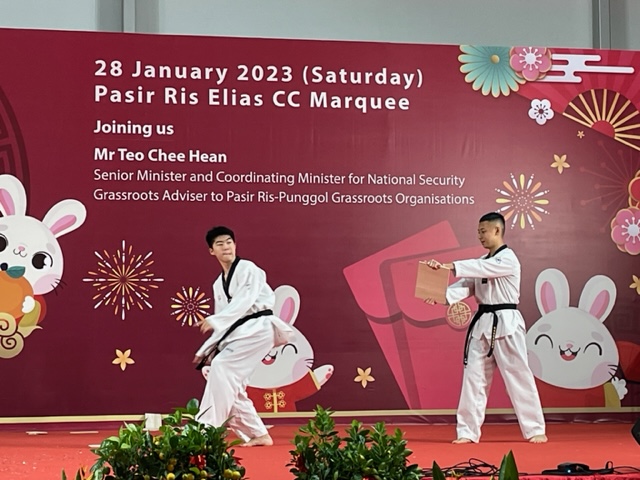 28 January 2023 (Saturday)
Pasir Ris Elias CC Marquee
Joining us
Mr Teo Chee Hean
Senior Minister and Coordinating Minister for National Security
Grassroots Adviser to Pasir Ris-Punggol Grassroots Organisations